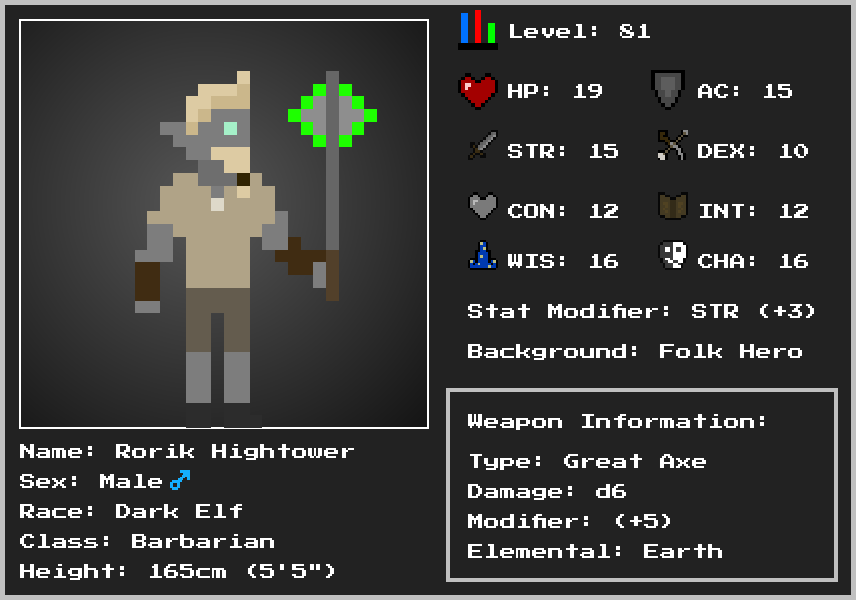 Level: 81
HP: 19 AC: 15
STR: 15 DEX: 10
CON: 12 INT: 12
WIS: 16 CHA: 16
Stat Modifier: STR (+3)
Background: Folk Hero
Name: Rorik Hightower
Sex: Male♂
Race: Dark Elf
Class: Barbarian
Height: 165cm (5'5")
Weapon Information:
Type: Great Axe
Damage: d6
Modifier: (+5)
Elemental: Earth